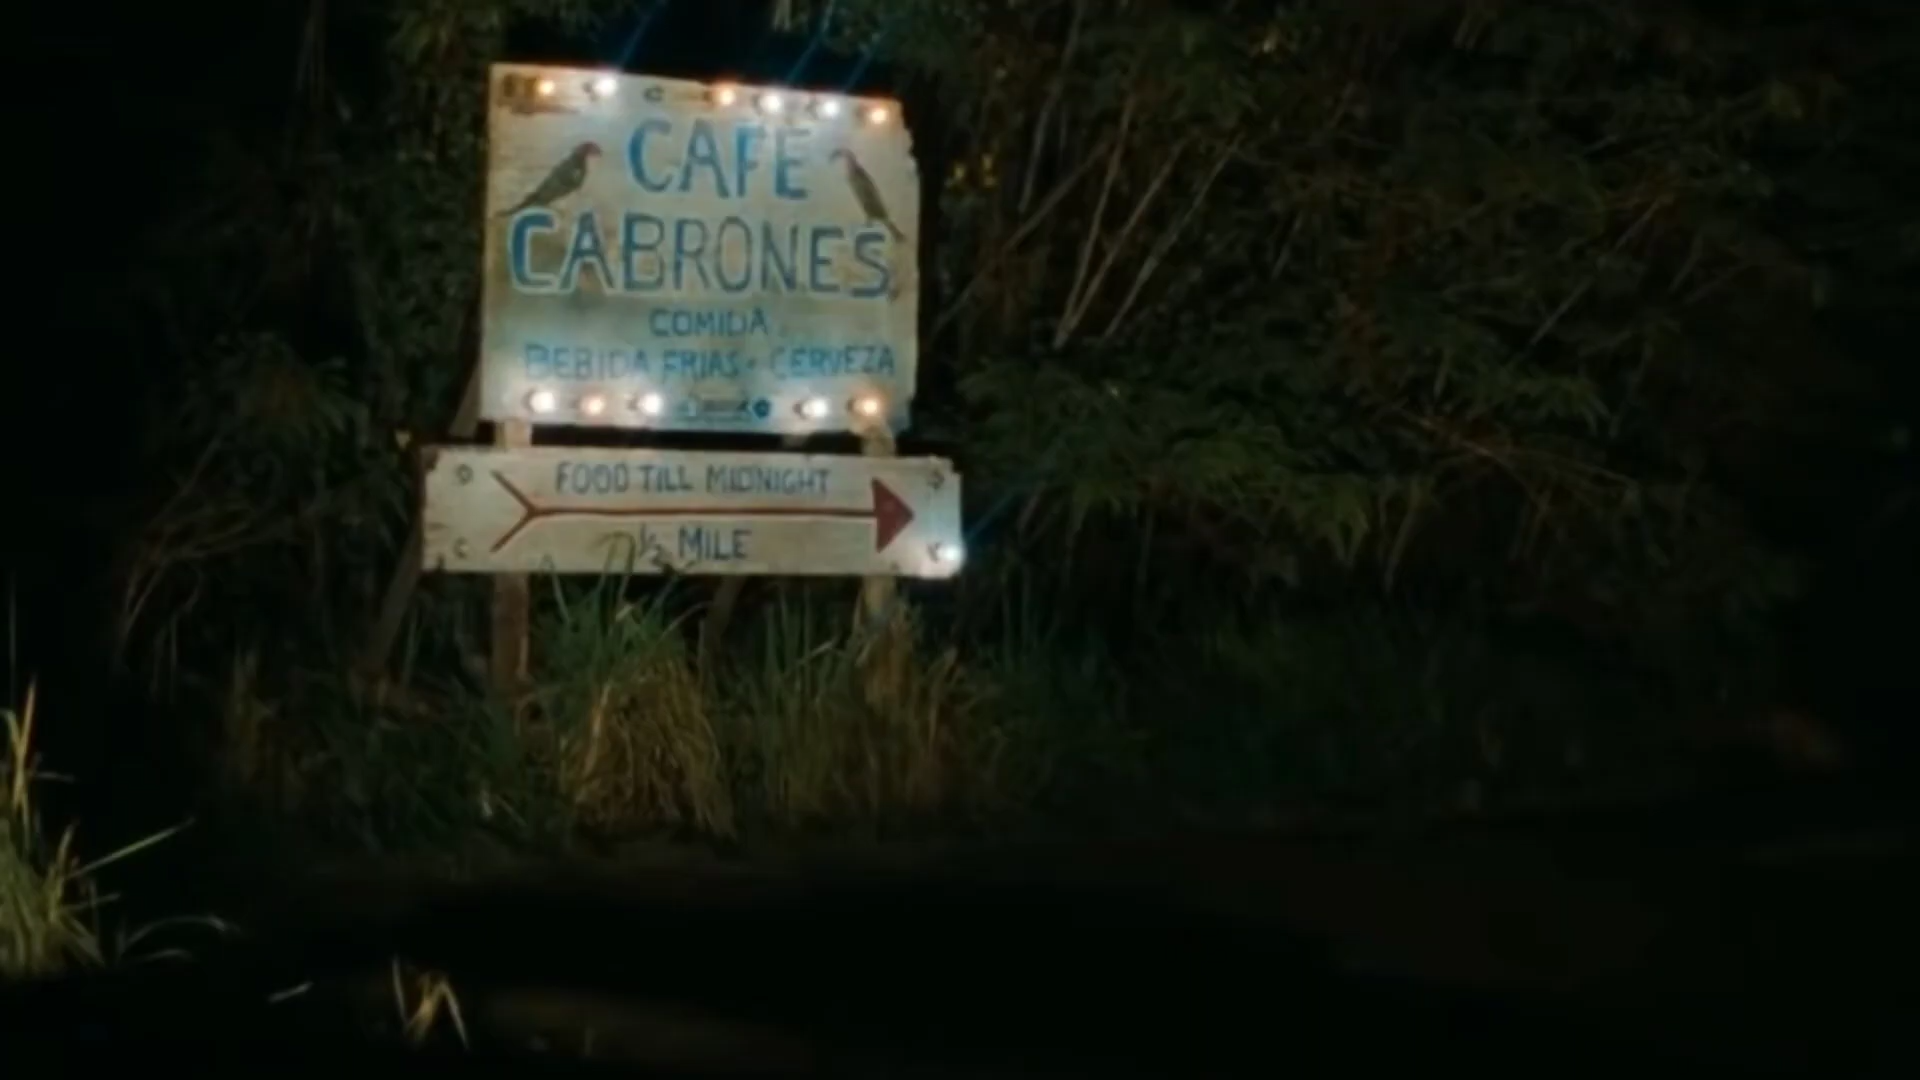 CAFE
CABRONES
COMIDA
BEBIDA FRIAS - CERVEZA
FOOD TILL MIDNIGHT
1/2 MILE